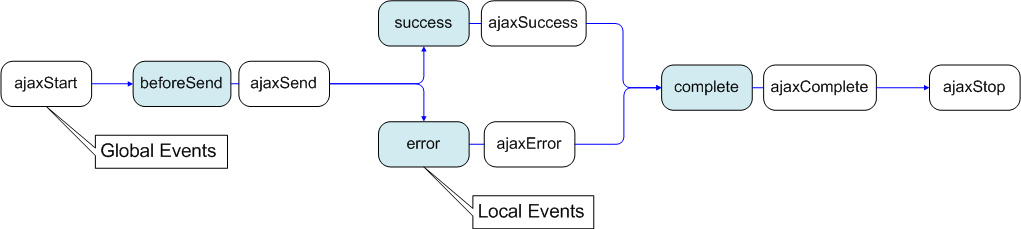 success
ajaxSuccess
ajaxStart
beforeSend
ajaxSend
complete
ajaxComplete
ajaxStop
error
ajaxError
Global Events
Local Events